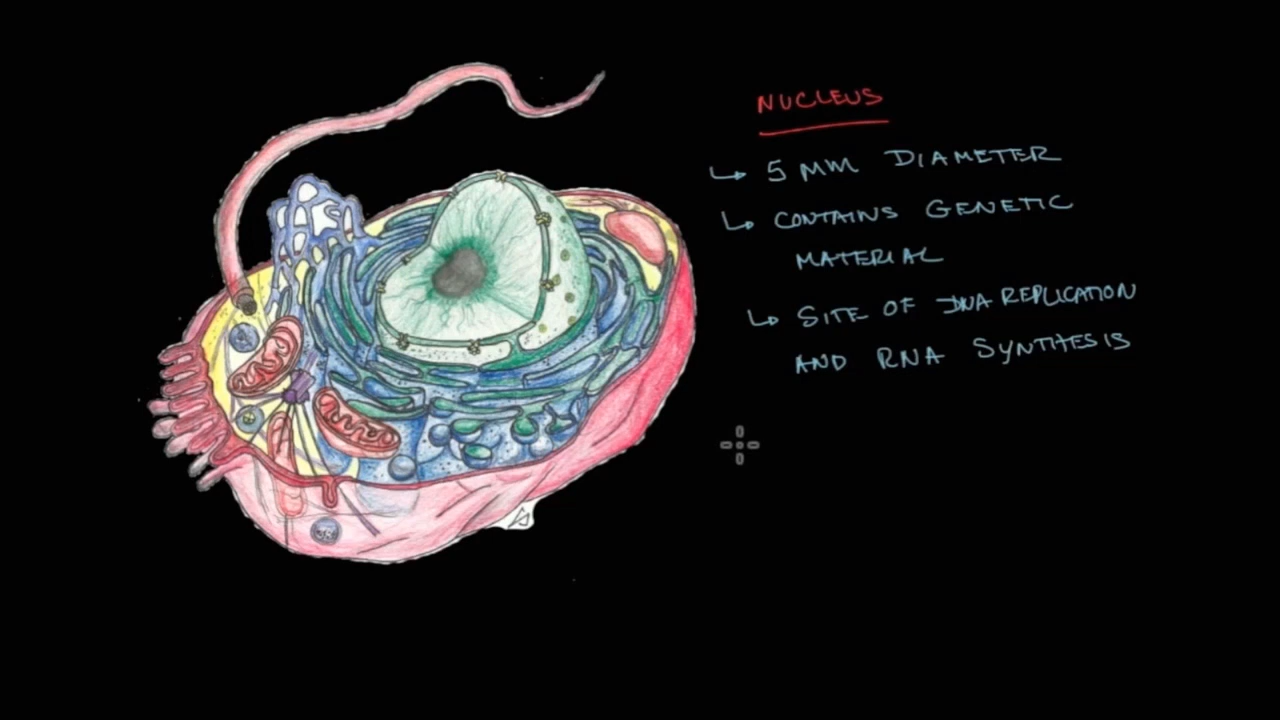 NUCLEUS
↳ 5 MM DIAMETER
↳ CONTAINS GENETIC
MATERIAL
↳ SITE OF DNA REPLICATION
AND RNA SYNTHESIS